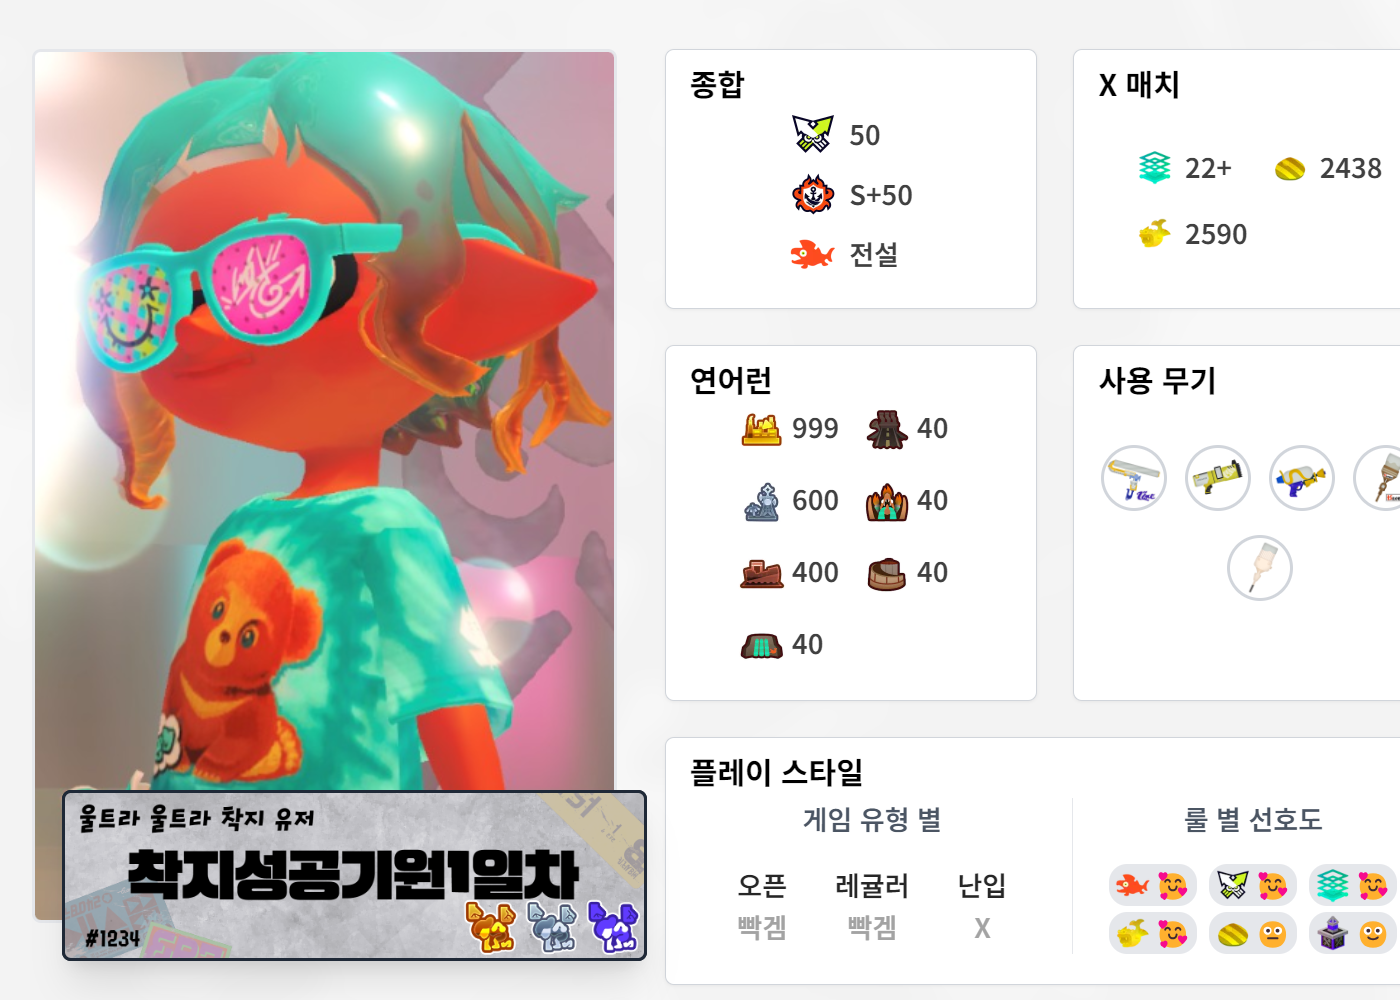 종합
50
S+50
전설
X 매치
22+ 2438
2590
연어런
999 40
600 40
400 40
40
사용 무기
플레이 스타일
게임 유형 별
오픈 레귤러 난입
빡겜 빡겜 X
룰 별 선호도
울트라 울트라 착지 유저
착지성공기원1일차
#1234